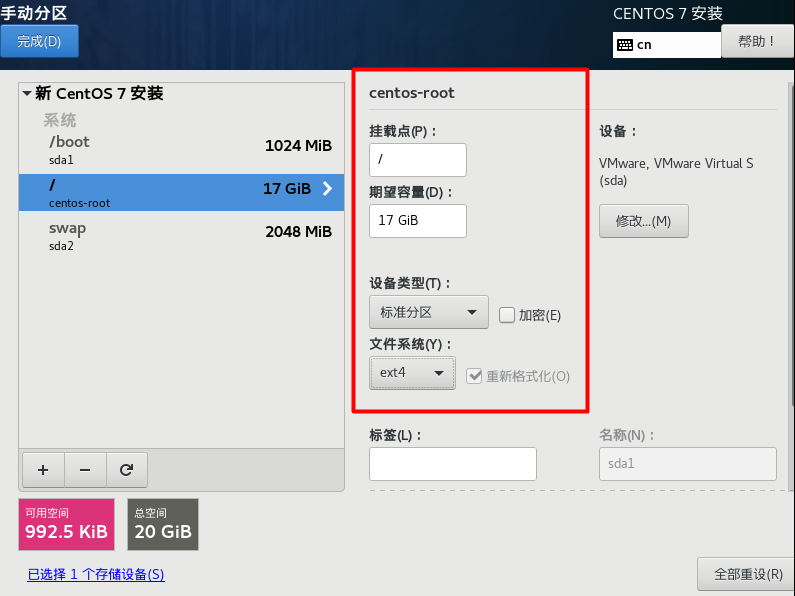 手动分区
CENTOS 7 安装
完成(D)
cn
帮助！
新 CentOS 7 安装
系统
/boot
1024 MiB
sda1
/
17 GiB
centos-root
swap
2048 MiB
sda2
centos-root
挂载点(P)：
/
期望容量(D)：
17 GiB
设备类型(T)：
标准分区
加密(E)
文件系统(Y)：
ext4
重新格式化(O)
设备：
VMware, VMware Virtual S
(sda)
修改...(M)
标签(L)：
名称(N)：
sda1
+
−
可用空间
992.5 KiB
总空间
20 GiB
已选择 1 个存储设备(S)
全部重设(R)